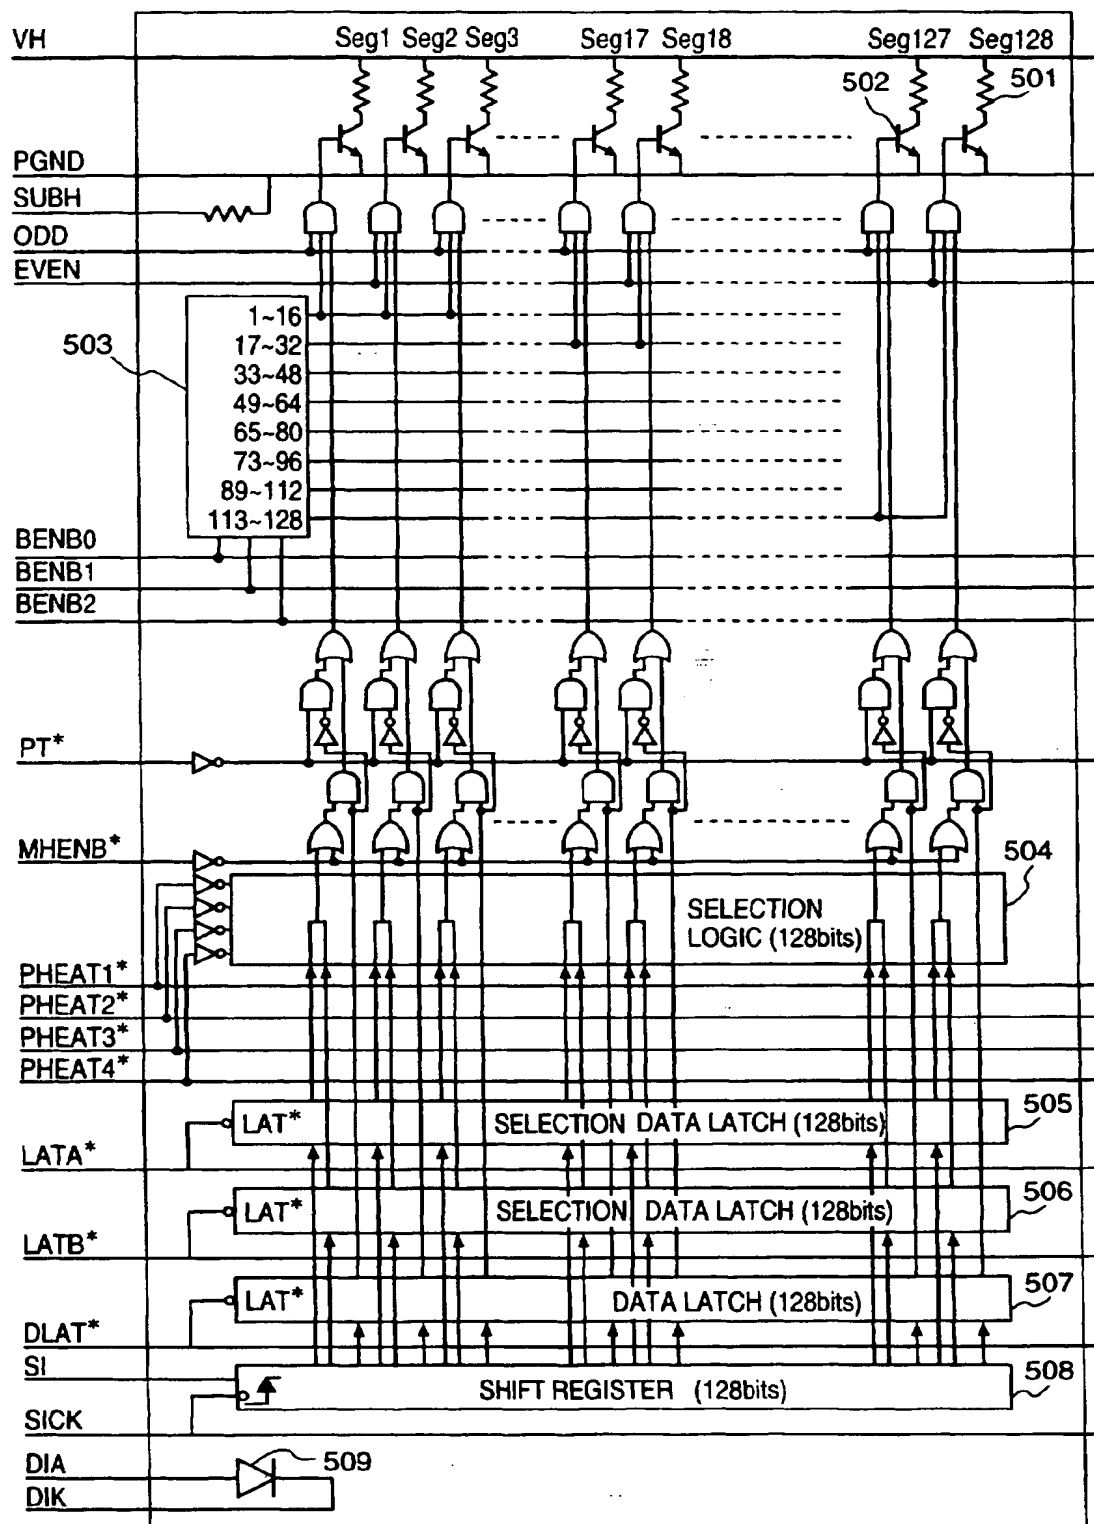 VH
Seg1 Seg2 Seg3 Seg17 Seg18 Seg127 Seg128
502
501
PGND
SUBH
ODD
EVEN
503
1~16
17~32
33~48
49~64
65~80
73~96
89~112
113~128
BENB0
BENB1
BENB2
PT*
MHENB*
504
SELECTION
LOGIC (128bits)
PHEAT1*
PHEAT2*
PHEAT3*
PHEAT4*
LAT* SELECTION DATA LATCH (128bits)
505
LATA*
LAT* SELECTION DATA LATCH (128bits)
506
LATB*
LAT* DATA LATCH (128bits)
507
DLAT*
SI
SHIFT REGISTER (128bits)
508
SICK
DIA
509
DIK